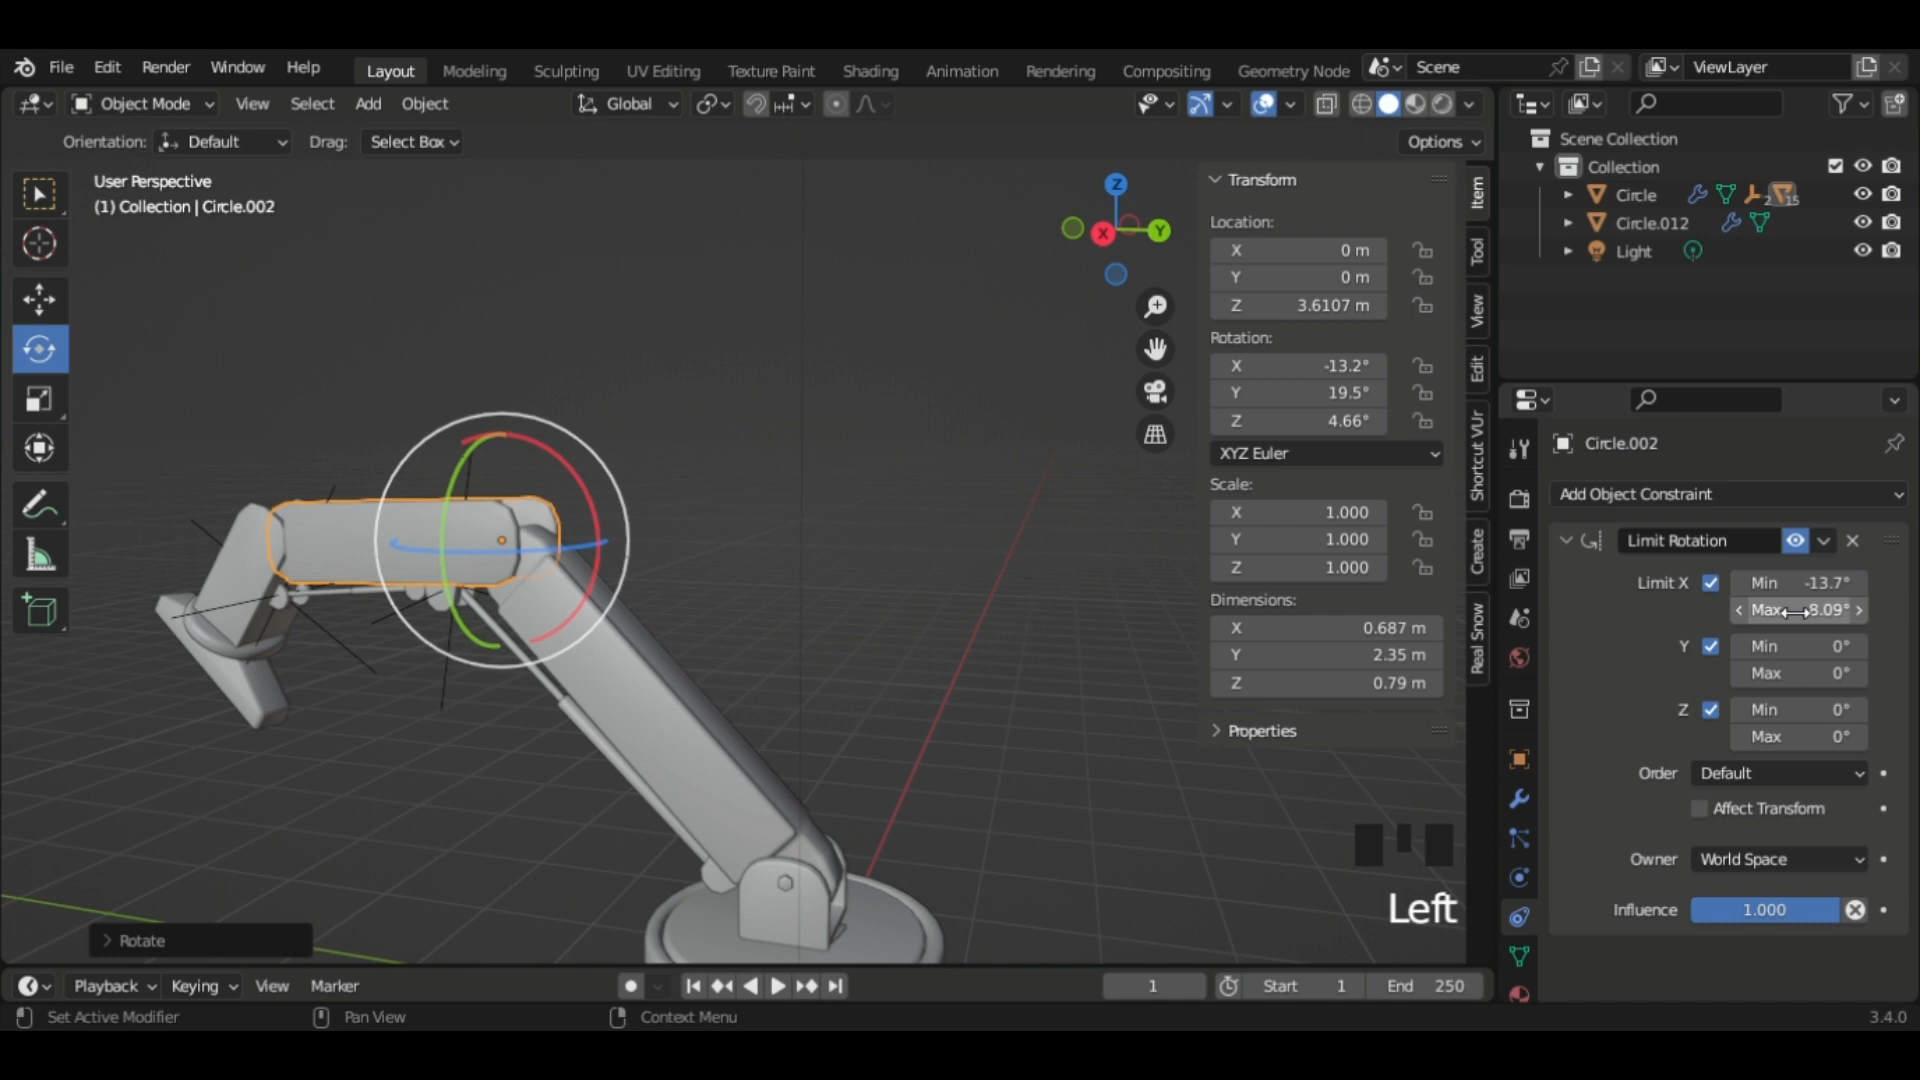 File Edit Render Window Help Layout Modeling Sculpting UV Editing Texture Paint Shading Animation Rendering Compositing Geometry Node Scene ViewLayer
Object Mode View Select Add Object Global
Orientation: Default Drag: Select Box Options
User Perspective
(1) Collection | Circle.002
Z
X
Y
Transform
Location:
X 0 m
Y 0 m
Z 3.6107 m
Rotation:
X -13.2°
Y 19.5°
Z 4.66°
XYZ Euler
Scale:
X 1.000
Y 1.000
Z 1.000
Dimensions:
X 0.687 m
Y 2.35 m
Z 0.79 m
Properties
Item
Tool
View
Edit
Shortcut VUr
Create
Real Snow
Scene Collection
Collection
Circle
Circle.012
Light
Circle.002
Add Object Constraint
Limit Rotation
Limit X Min -13.7°
Max 8.09°
Y Min 0°
Max 0°
Z Min 0°
Max 0°
Order Default
Affect Transform
Owner World Space
Influence 1.000
Left
Rotate
Playback Keying View Marker 1 Start 1 End 250
Set Active Modifier Pan View Context Menu 3.4.0